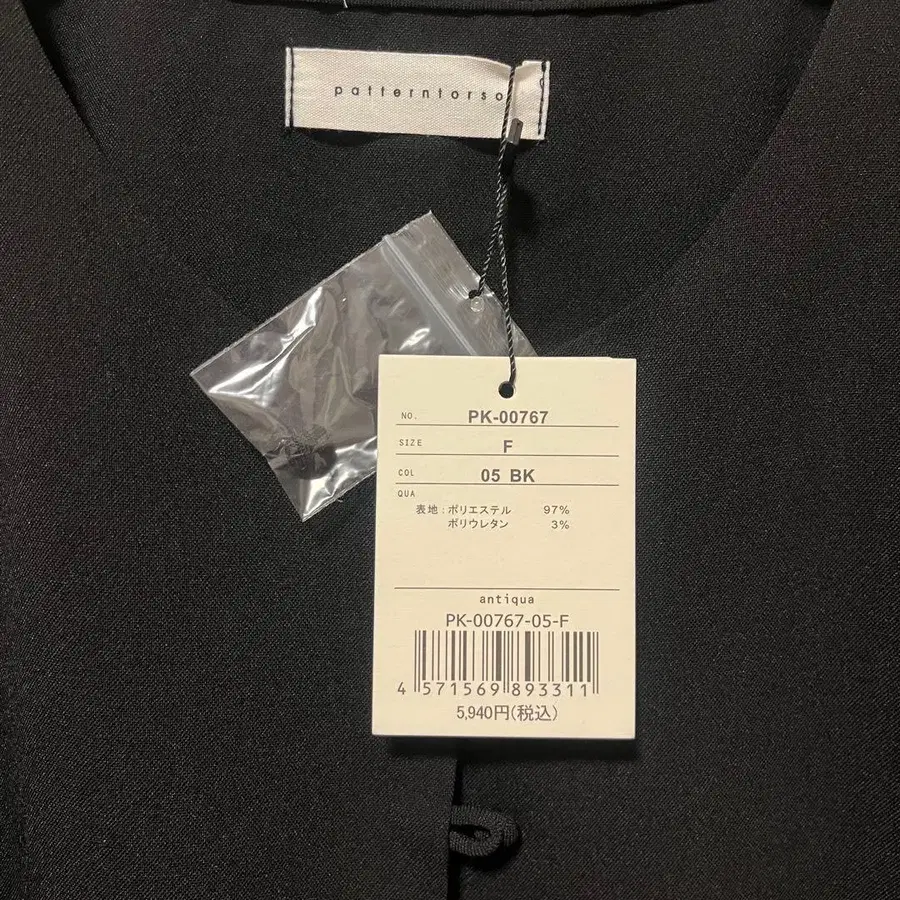 patterntorso
NO. PK-00767
SIZE F
COL 05 BK
QUA
表地：ポリエステル 97%
ポリウレタン 3%
antiqua
PK-00767-05-F
4 571569 893311
5,940円(税込)